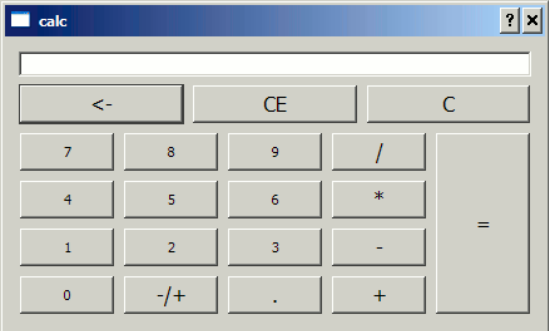 calc ?
<- CE C
7 8 9 /
4 5 6 * =
1 2 3 -
0 -/+ . +